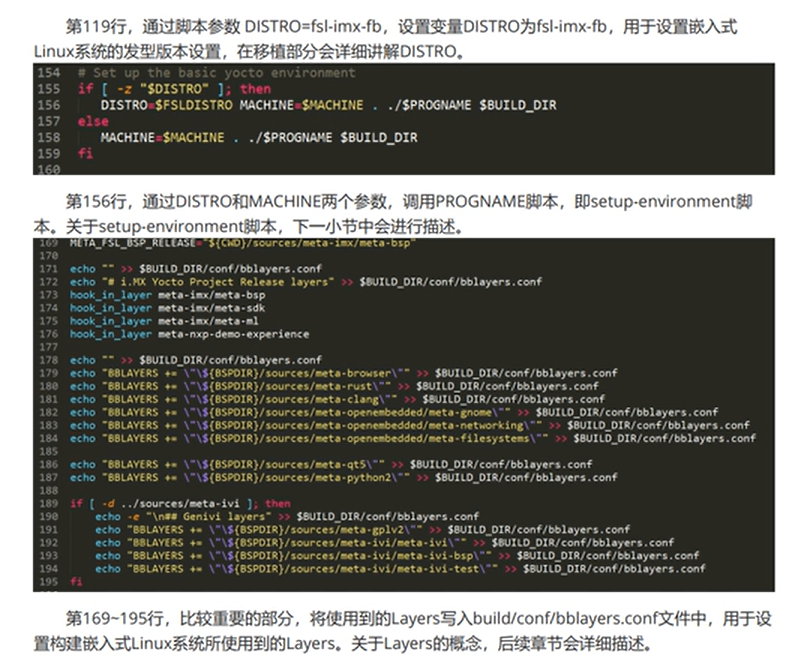 第119行，通过脚本参数 DISTRO=fsl-imx-fb，设置变量DISTRO为fsl-imx-fb，用于设置嵌入式
Linux系统的发型版本设置，在移植部分会详细讲解DISTRO。
154 # Set up the basic yocto environment
155 if [ -z "$DISTRO" ]; then
156 DISTRO=$FSLDISTRO MACHINE=$MACHINE . ./$PROGNAME $BUILD_DIR
157 else
158 MACHINE=$MACHINE . ./$PROGNAME $BUILD_DIR
159 fi
160
第156行，通过DISTRO和MACHINE两个参数，调用PROGNAME脚本，即setup-environment脚
本。关于setup-environment脚本，下一小节中会进行描述。
169 META_FSL_BSP_RELEASE="${CWD}/sources/meta-imx/meta-bsp"
170
171 echo "" >> $BUILD_DIR/conf/bblayers.conf
172 echo "# i.MX Yocto Project Release layers" >> $BUILD_DIR/conf/bblayers.conf
173 hook_in_layer meta-imx/meta-bsp
174 hook_in_layer meta-imx/meta-sdk
175 hook_in_layer meta-imx/meta-ml
176 hook_in_layer meta-nxp-demo-experience
177
178 echo "" >> $BUILD_DIR/conf/bblayers.conf
179 echo "BBLAYERS += \"\${BSPDIR}/sources/meta-browser\"" >> $BUILD_DIR/conf/bblayers.conf
180 echo "BBLAYERS += \"\${BSPDIR}/sources/meta-rust\"" >> $BUILD_DIR/conf/bblayers.conf
181 echo "BBLAYERS += \"\${BSPDIR}/sources/meta-clang\"" >> $BUILD_DIR/conf/bblayers.conf
182 echo "BBLAYERS += \"\${BSPDIR}/sources/meta-openembedded/meta-gnome\"" >> $BUILD_DIR/conf/bblayers.conf
183 echo "BBLAYERS += \"\${BSPDIR}/sources/meta-openembedded/meta-networking\"" >> $BUILD_DIR/conf/bblayers.conf
184 echo "BBLAYERS += \"\${BSPDIR}/sources/meta-openembedded/meta-filesystems\"" >> $BUILD_DIR/conf/bblayers.conf
185
186 echo "BBLAYERS += \"\${BSPDIR}/sources/meta-qt5\"" >> $BUILD_DIR/conf/bblayers.conf
187 echo "BBLAYERS += \"\${BSPDIR}/sources/meta-python2\"" >> $BUILD_DIR/conf/bblayers.conf
188
189 if [ -d ../sources/meta-ivi ]; then
190 echo -e "\n## Genivi layers" >> $BUILD_DIR/conf/bblayers.conf
191 echo "BBLAYERS += \"\${BSPDIR}/sources/meta-gplv2\"" >> $BUILD_DIR/conf/bblayers.conf
192 echo "BBLAYERS += \"\${BSPDIR}/sources/meta-ivi/meta-ivi\"" >> $BUILD_DIR/conf/bblayers.conf
193 echo "BBLAYERS += \"\${BSPDIR}/sources/meta-ivi/meta-ivi-bsp\"" >> $BUILD_DIR/conf/bblayers.conf
194 echo "BBLAYERS += \"\${BSPDIR}/sources/meta-ivi/meta-ivi-test\"" >> $BUILD_DIR/conf/bblayers.conf
195 fi
第169~195行，比较重要的部分，将使用到的Layers写入build/conf/bblayers.conf文件中，用于设
置构建嵌入式Linux系统所使用到的Layers。关于Layers的概念，后续章节会详细描述。